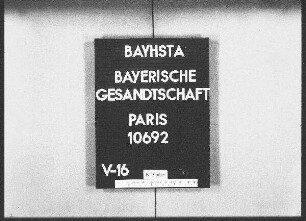 BAYHSTA
BAYERISCHE
GESANDTSCHAFT
PARIS
10692
V-16